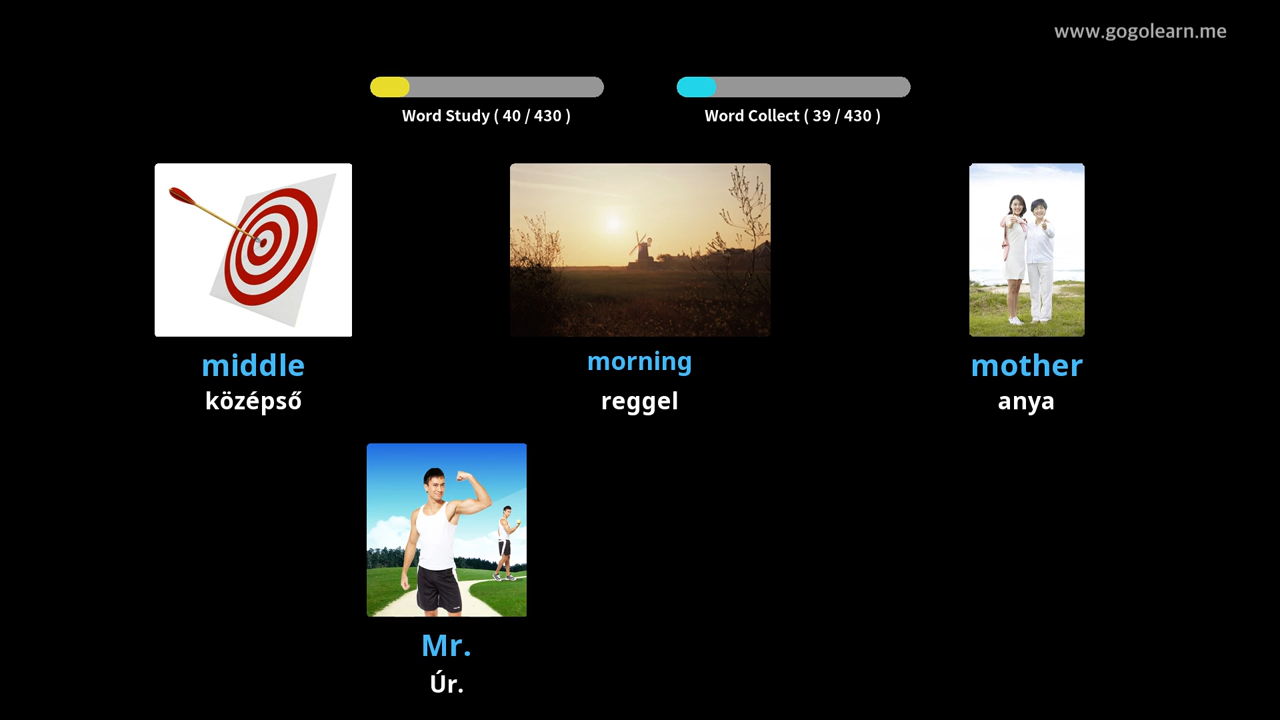 www.gogolearn.me
Word Study ( 40 / 430 )
Word Collect ( 39 / 430 )
middle
középső
morning
reggel
mother
anya
Mr.
Úr.